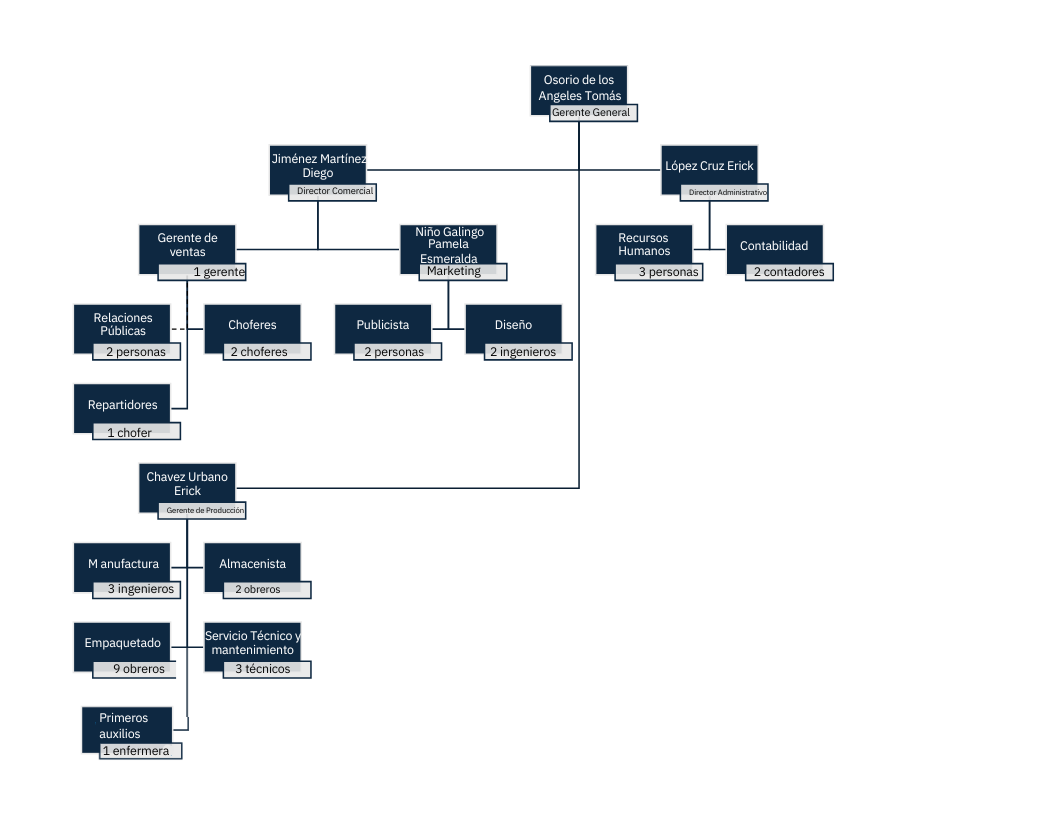 Osorio de los
Angeles Tomás
Gerente General
Jiménez Martínez
Diego
Director Comercial
López Cruz Erick
Director Administrativo
Gerente de
ventas
1 gerente
Niño Galingo
Pamela
Esmeralda
Marketing
Recursos
Humanos
3 personas
Contabilidad
2 contadores
Relaciones
Públicas
2 personas
Choferes
2 choferes
Publicista
2 personas
Diseño
2 ingenieros
Repartidores
1 chofer
Chavez Urbano
Erick
Gerente de Producción
M anufactura
3 ingenieros
Almacenista
2 obreros
Empaquetado
9 obreros
Servicio Técnico y
mantenimiento
3 técnicos
Primeros
auxilios
1 enfermera